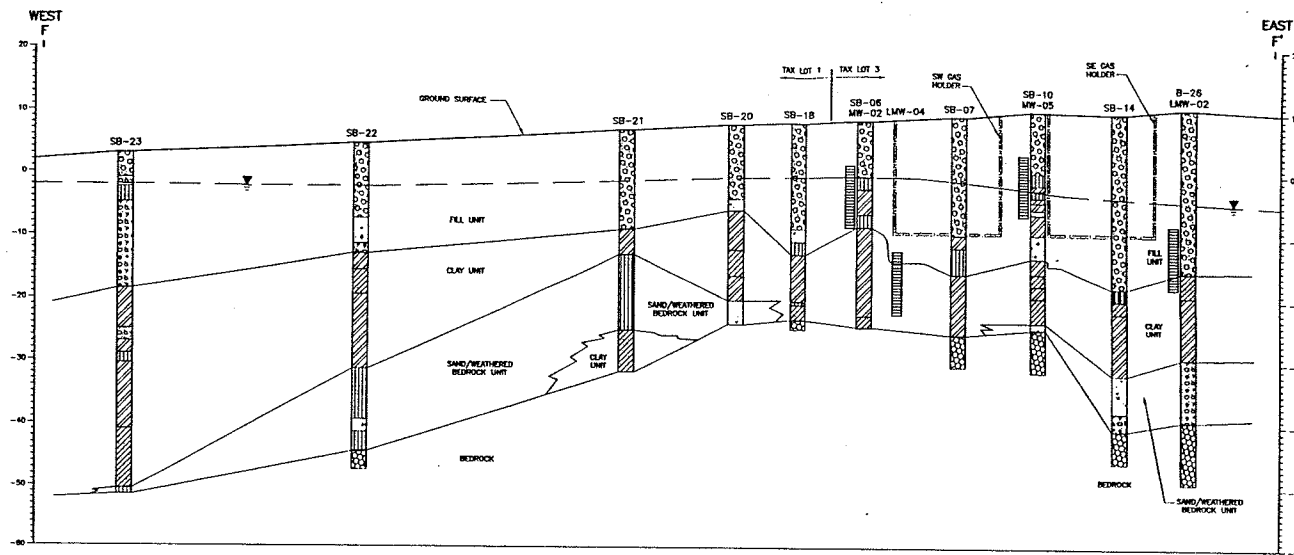 WEST
F
EAST
F'
20
10
0
-10
-20
-30
-40
-50
-60
TAX LOT 1
TAX LOT 3
SW GAS
HOLDER
SE GAS
HOLDER
GROUND SURFACE
SB-23
SB-22
SB-21
SB-20
SB-18
SB-06
MW-02
LMW-04
SB-07
SB-10
MW-05
SB-14
B-26
LMW-02
FILL UNIT
CLAY UNIT
SAND/WEATHERED
BEDROCK UNIT
CLAY
UNIT
SAND/WEATHERED
BEDROCK UNIT
BEDROCK
FILL
UNIT
CLAY
UNIT
BEDROCK
SAND/WEATHERED
BEDROCK UNIT